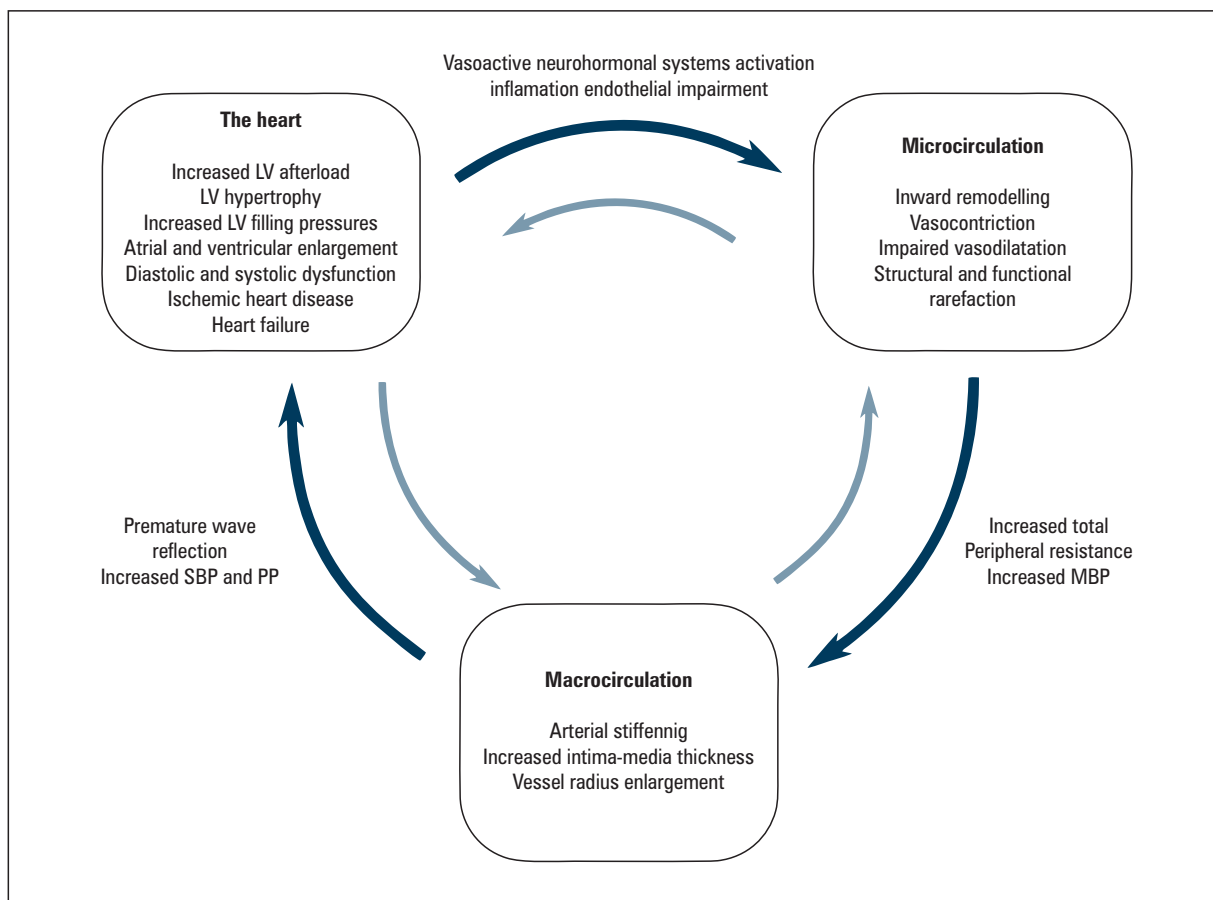 Vasoactive neurohormonal systems activation
inflamation endothelial impairment
The heart
Increased LV afterload
LV hypertrophy
Increased LV filling pressures
Atrial and ventricular enlargement
Diastolic and systolic dysfunction
Ischemic heart disease
Heart failure
Microcirculation
Inward remodelling
Vasocontriction
Impaired vasodilatation
Structural and functional
rarefaction
Premature wave
reflection
Increased SBP and PP
Increased total
Peripheral resistance
Increased MBP
Macrocirculation
Arterial stiffennig
Increased intima-media thickness
Vessel radius enlargement